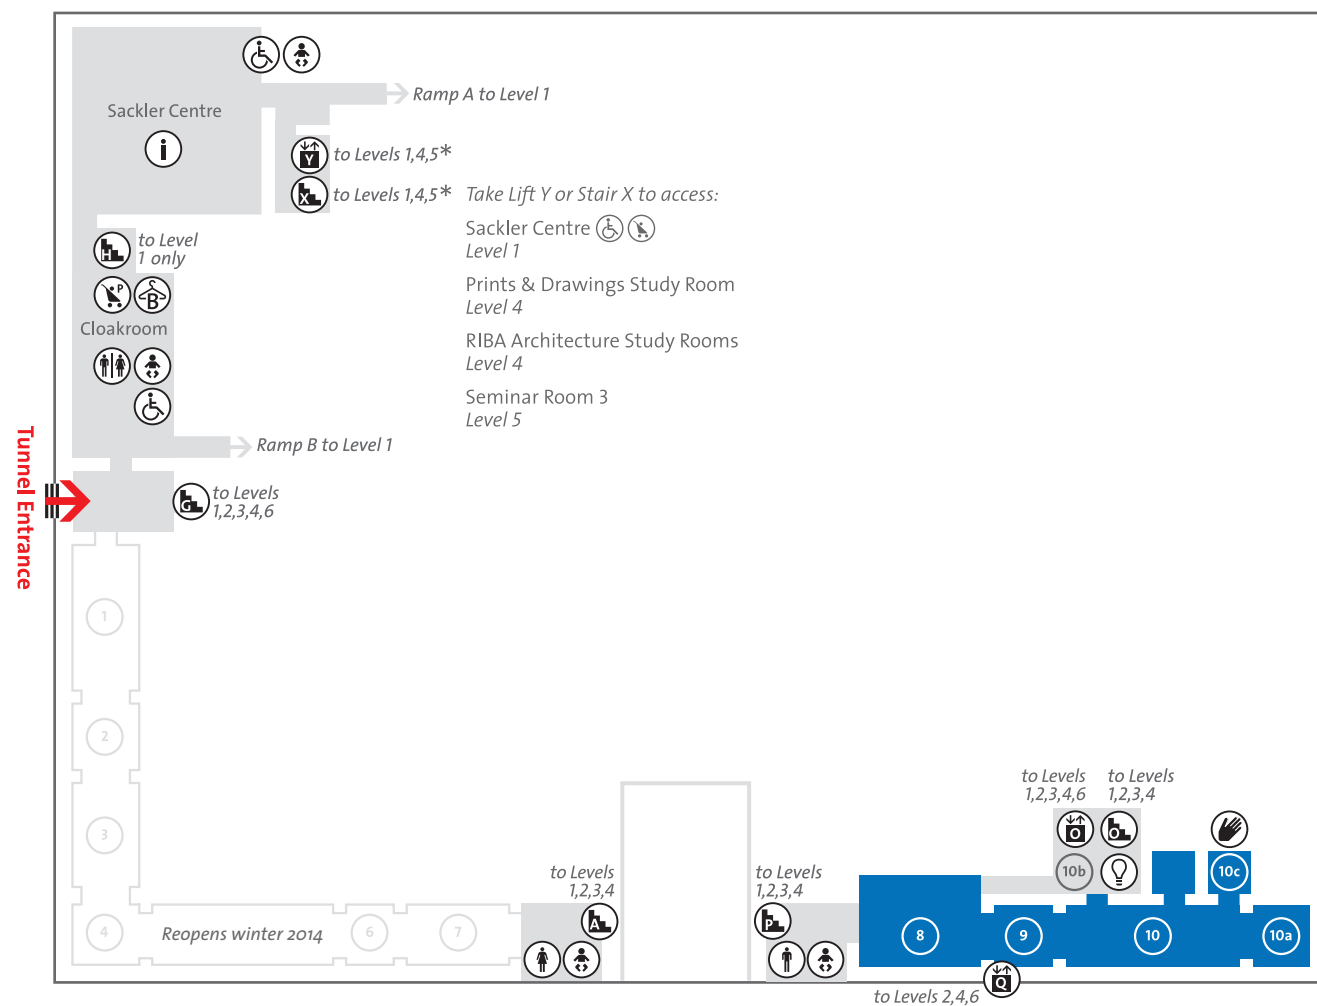 Sackler Centre
i
Ramp A to Level 1
Y
to Levels 1,4,5*
X
to Levels 1,4,5*
Take Lift Y or Stair X to access:
Sackler Centre
Level 1
Prints & Drawings Study Room
Level 4
RIBA Architecture Study Rooms
Level 4
Seminar Room 3
Level 5
H
to Level
1 only
P
B
Cloakroom
Ramp B to Level 1
Tunnel Entrance
G
to Levels
1,2,3,4,6
1
2
3
4
Reopens winter 2014
6
7
to Levels
1,2,3,4
A
to Levels
1,2,3,4
P
8
9
10
10a
to Levels
1,2,3,4,6
O
10b
to Levels
1,2,3,4
O
10c
Q
to Levels 2,4,6